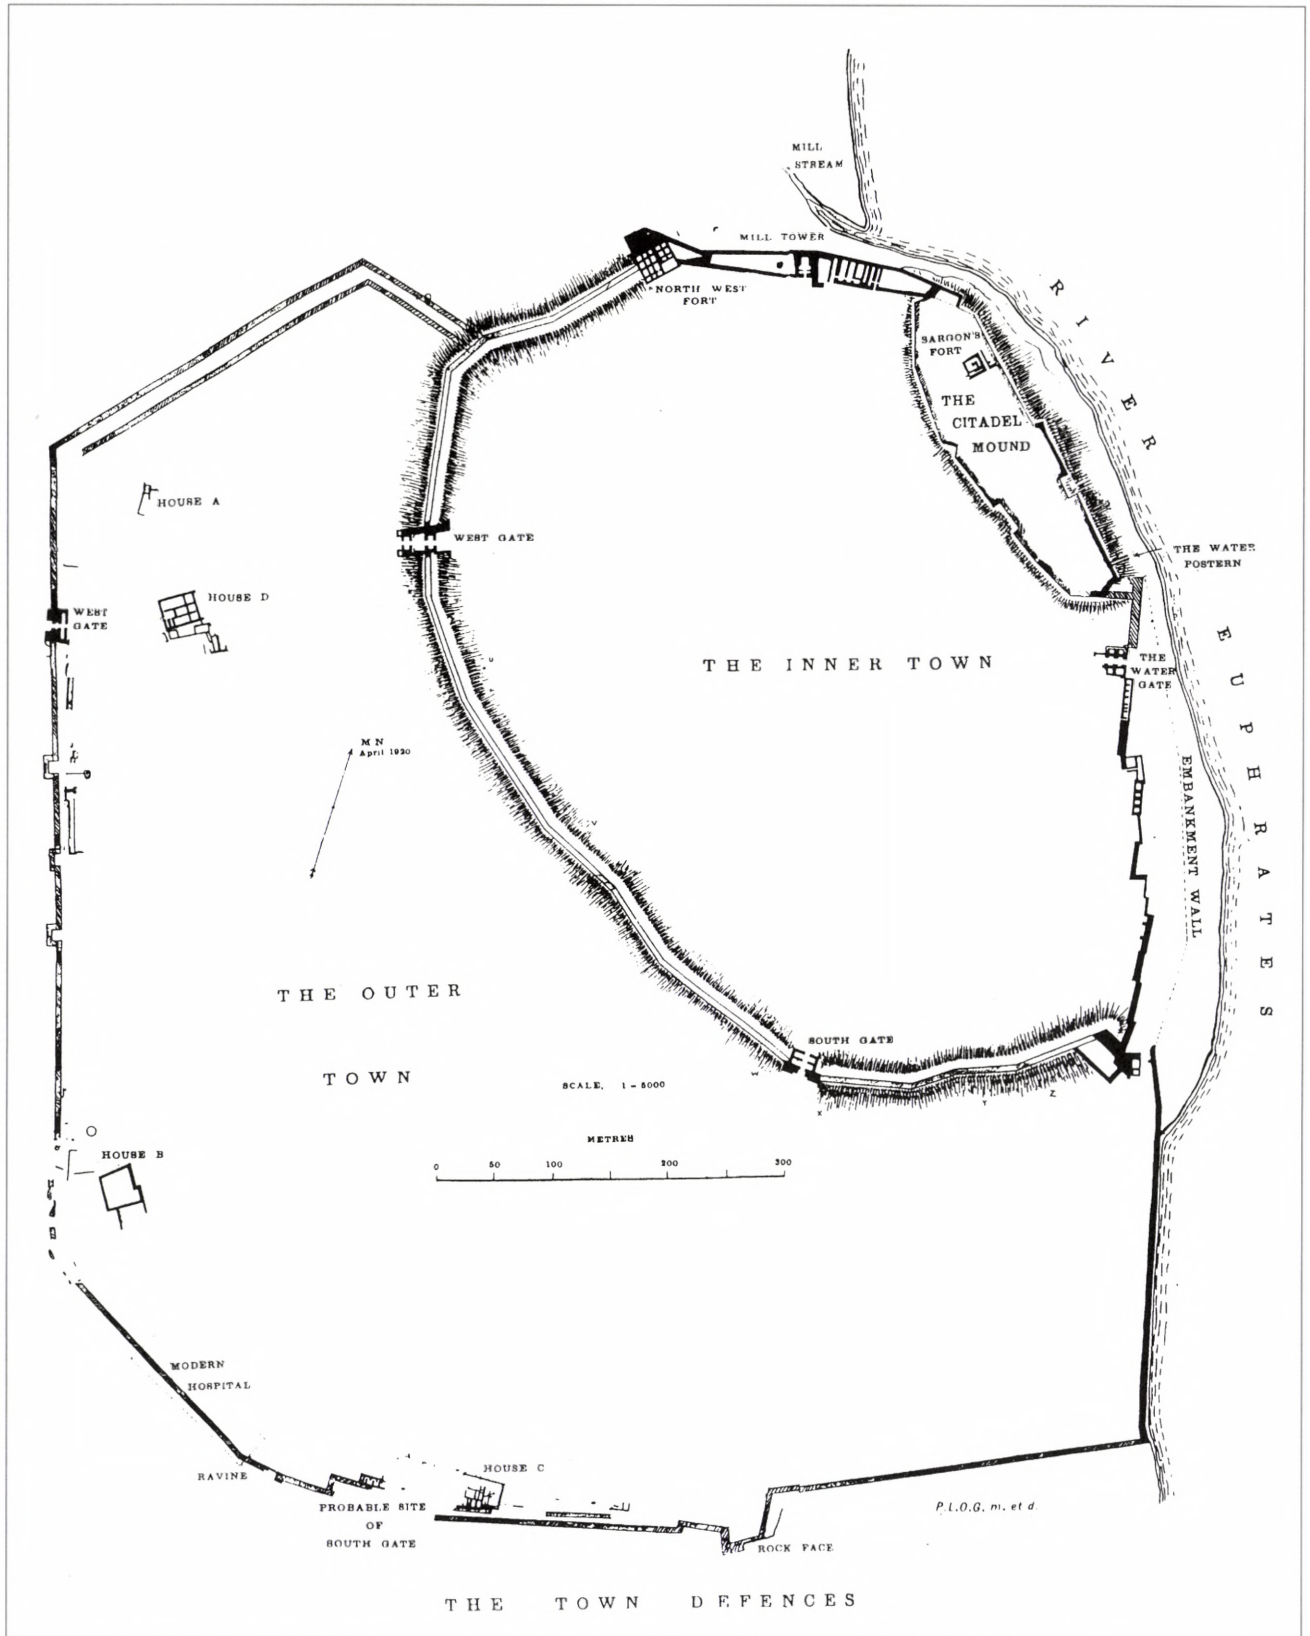 MILL
STREAM
MILL TOWER
NORTH WEST
FORT
RIVER EUPHRATES
SARGON'S
FORT
THE
CITADEL
MOUND
HOUSE A
WEST GATE
THE WATER
POSTERN
HOUSE D
WEST
GATE
THE INNER TOWN
THE
WATER
GATE
M N
April 1920
EMBANKMENT WALL
THE OUTER
TOWN
SOUTH GATE
W
X
Y
Z
V
SCALE, 1 – 5000
METRES
0 50 100 200 300
HOUSE B
MODERN
HOSPITAL
RAVINE
HOUSE C
PROBABLE SITE
OF
SOUTH GATE
P.L.O.G, m. et d.
ROCK FACE
THE TOWN DEFENCES